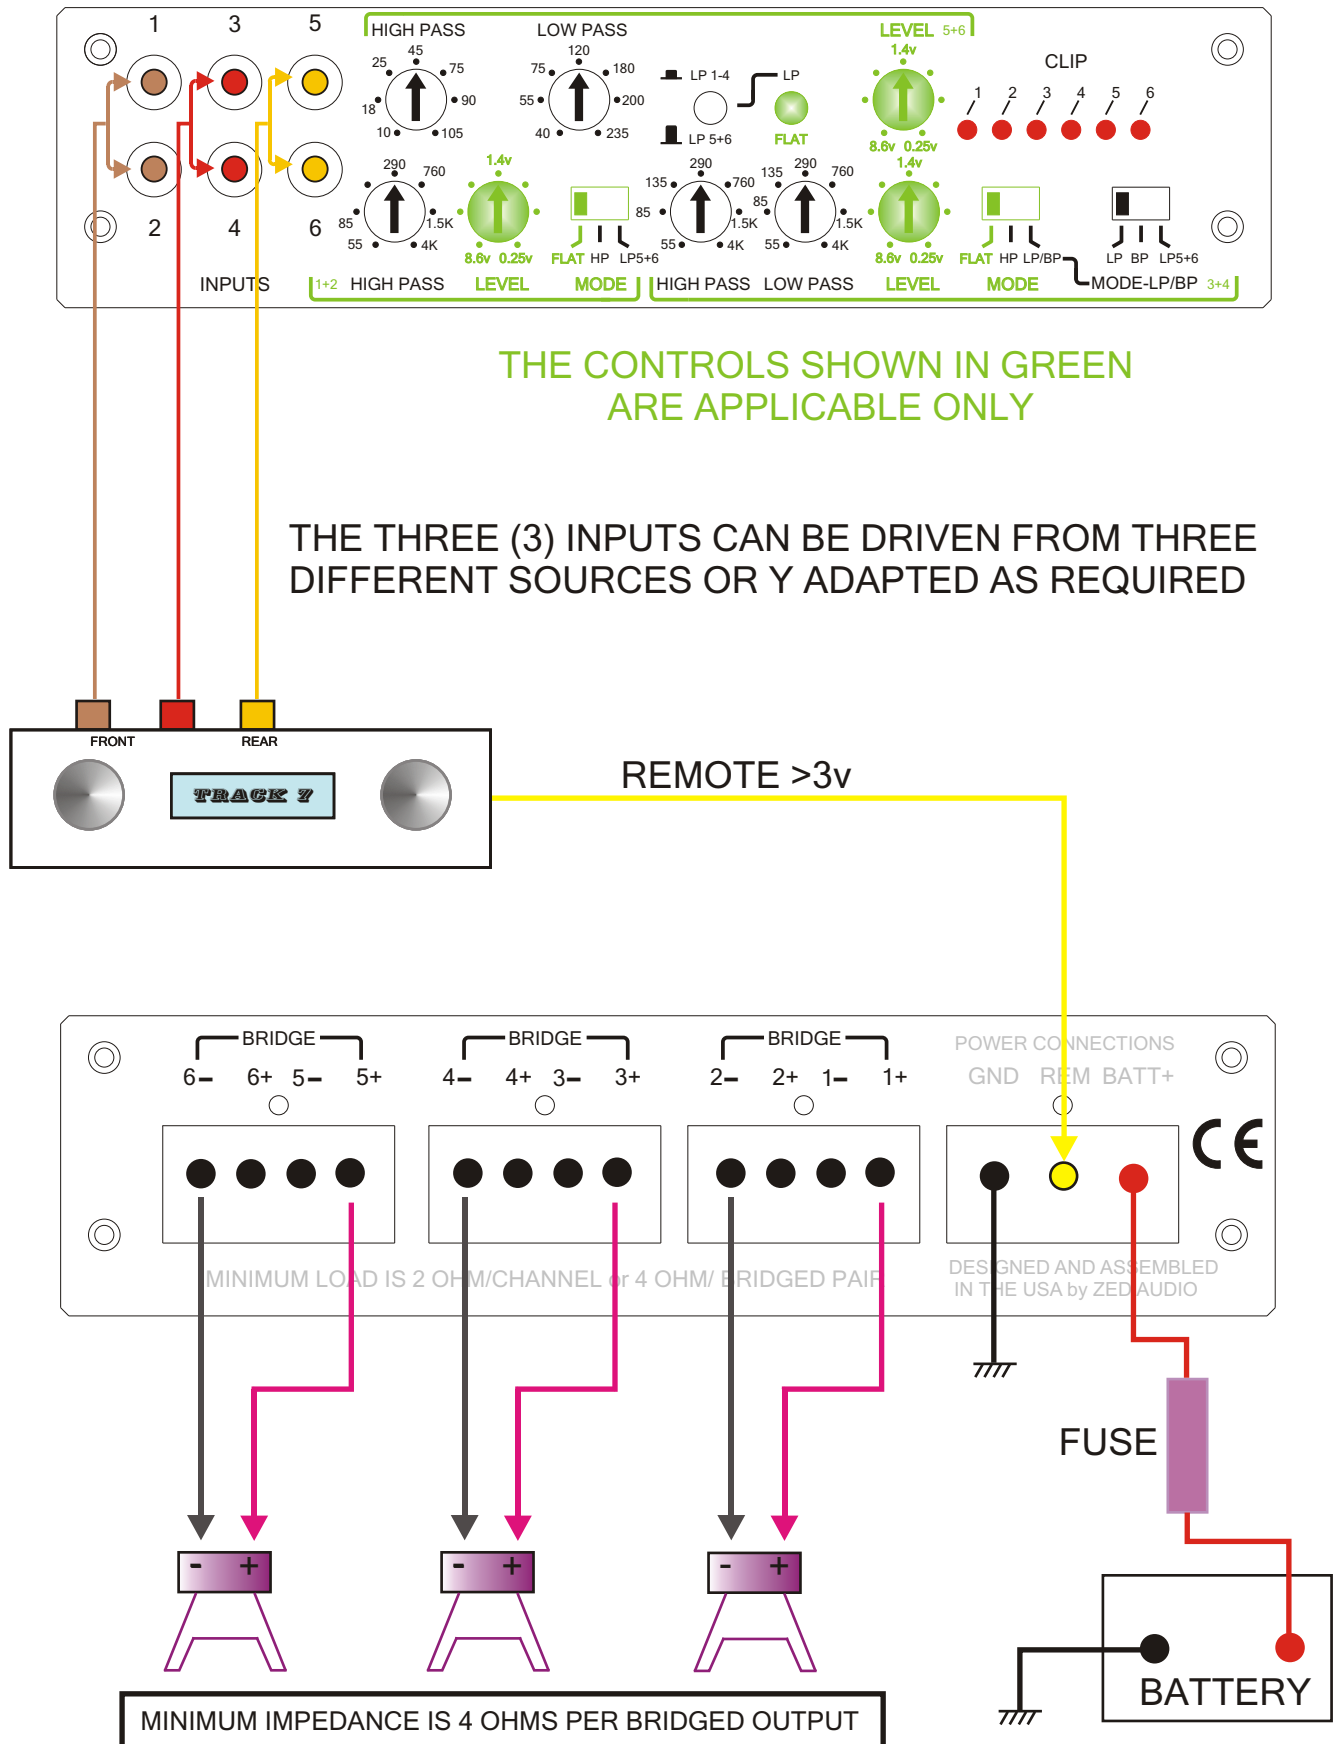 1 3 5
HIGH PASS LOW PASS LEVEL 5+6
45 120 1.4v
25 75 75 180 LP 1-4 LP CLIP
18 90 55 200 1 2 3 4 5 6
10 105 40 235 LP 5+6 FLAT 8.6v 0.25v
290 760 1.4v 290 760 290 760 1.4v
135 135
85 1.5K 85 1.5K 85 1.5K
55 4K 8.6v 0.25v FLAT HP LP5+6 55 4K 55 4K 8.6v 0.25v FLAT HP LP/BP LP BP LP5+6
2 4 6
INPUTS 1+2 HIGH PASS LEVEL MODE HIGH PASS LOW PASS LEVEL MODE MODE-LP/BP 3+4
THE CONTROLS SHOWN IN GREEN
ARE APPLICABLE ONLY
THE THREE (3) INPUTS CAN BE DRIVEN FROM THREE
DIFFERENT SOURCES OR Y ADAPTED AS REQUIRED
FRONT REAR
TRACK 7
REMOTE >3v
BRIDGE BRIDGE BRIDGE POWER CONNECTIONS
6- 6+ 5- 5+ 4- 4+ 3- 3+ 2- 2+ 1- 1+ GND REM BATT+
CE
MINIMUM LOAD IS 2 OHM/CHANNEL or 4 OHM/ BRIDGED PAIR
DESIGNED AND ASSEMBLED
IN THE USA by ZED AUDIO
FUSE
- + - + - +
BATTERY
MINIMUM IMPEDANCE IS 4 OHMS PER BRIDGED OUTPUT